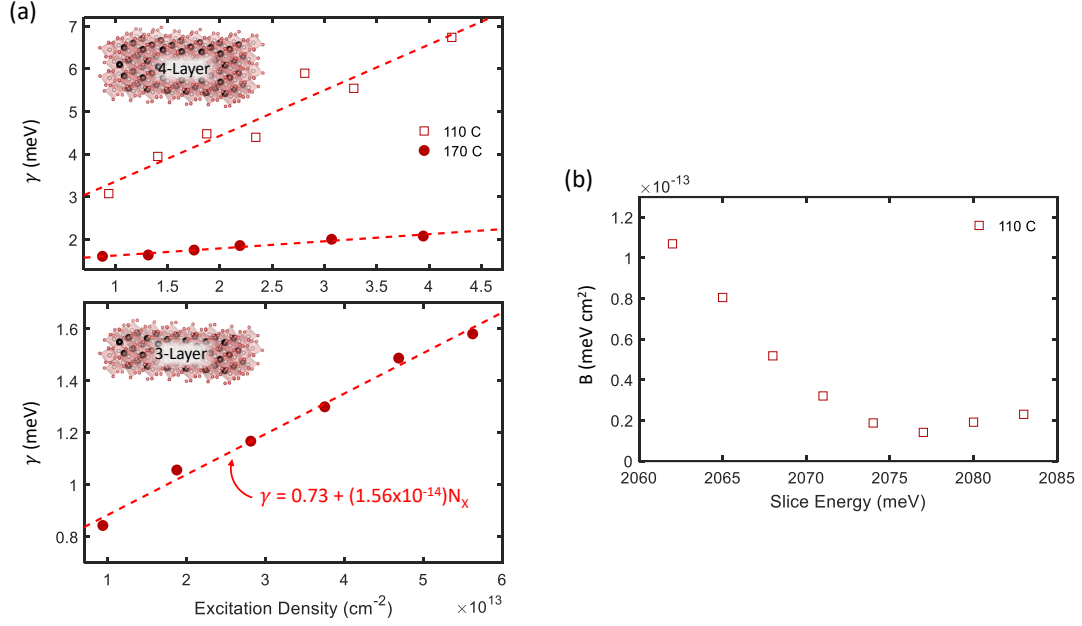 (a)
7
6
5
4
3
2
γ (meV)
4-Layer
110 C
170 C
1 1.5 2 2.5 3 3.5 4 4.5
1.6
1.4
1.2
1
0.8
γ (meV)
3-Layer
γ = 0.73 + (1.56x10⁻¹⁴)Nₓ
1 2 3 4 5 6
Excitation Density (cm⁻²)
×10¹³
(b)
×10⁻¹³
1.2
1
0.8
0.6
0.4
0.2
0
B (meV cm²)
110 C
2060 2065 2070 2075 2080 2085
Slice Energy (meV)